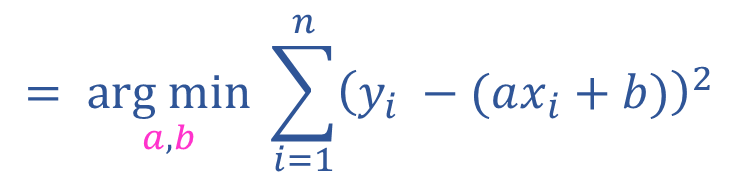 = arg min_{a,b} ∑_{i=1}^{n} (y_i − (ax_i + b))²